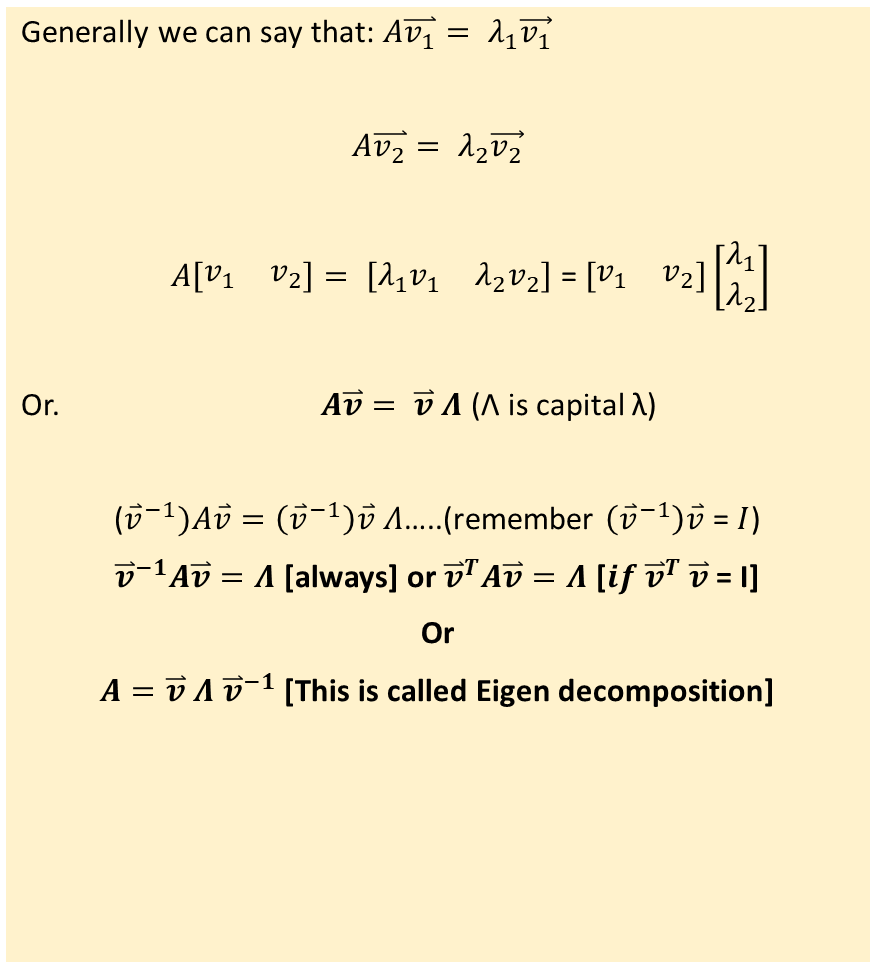 Generally we can say that: $A\overrightarrow{v_1} = \lambda_1\overrightarrow{v_1}$
$A\overrightarrow{v_2} = \lambda_2\overrightarrow{v_2}$
$A[v_1 \quad v_2] = [\lambda_1 v_1 \quad \lambda_2 v_2] = [v_1 \quad v_2]\begin{bmatrix}\lambda_1 \\ \lambda_2\end{bmatrix}$
Or. $\boldsymbol{A\vec{v} = \vec{v}\,\Lambda}$ (Λ is capital λ)
$(\vec{v}^{-1})A\vec{v} = (\vec{v}^{-1})\vec{v}\,\Lambda$.....(remember $(\vec{v}^{-1})\vec{v}$ = $I$)
$\boldsymbol{\vec{v}^{-1}A\vec{v} = \Lambda}$ [always] or $\boldsymbol{\vec{v}^{T}A\vec{v} = \Lambda}$ [if $\boldsymbol{\vec{v}^{T}\,\vec{v}}$ = I]
Or
$\boldsymbol{A = \vec{v}\,\Lambda\,\vec{v}^{-1}}$ [This is called Eigen decomposition]